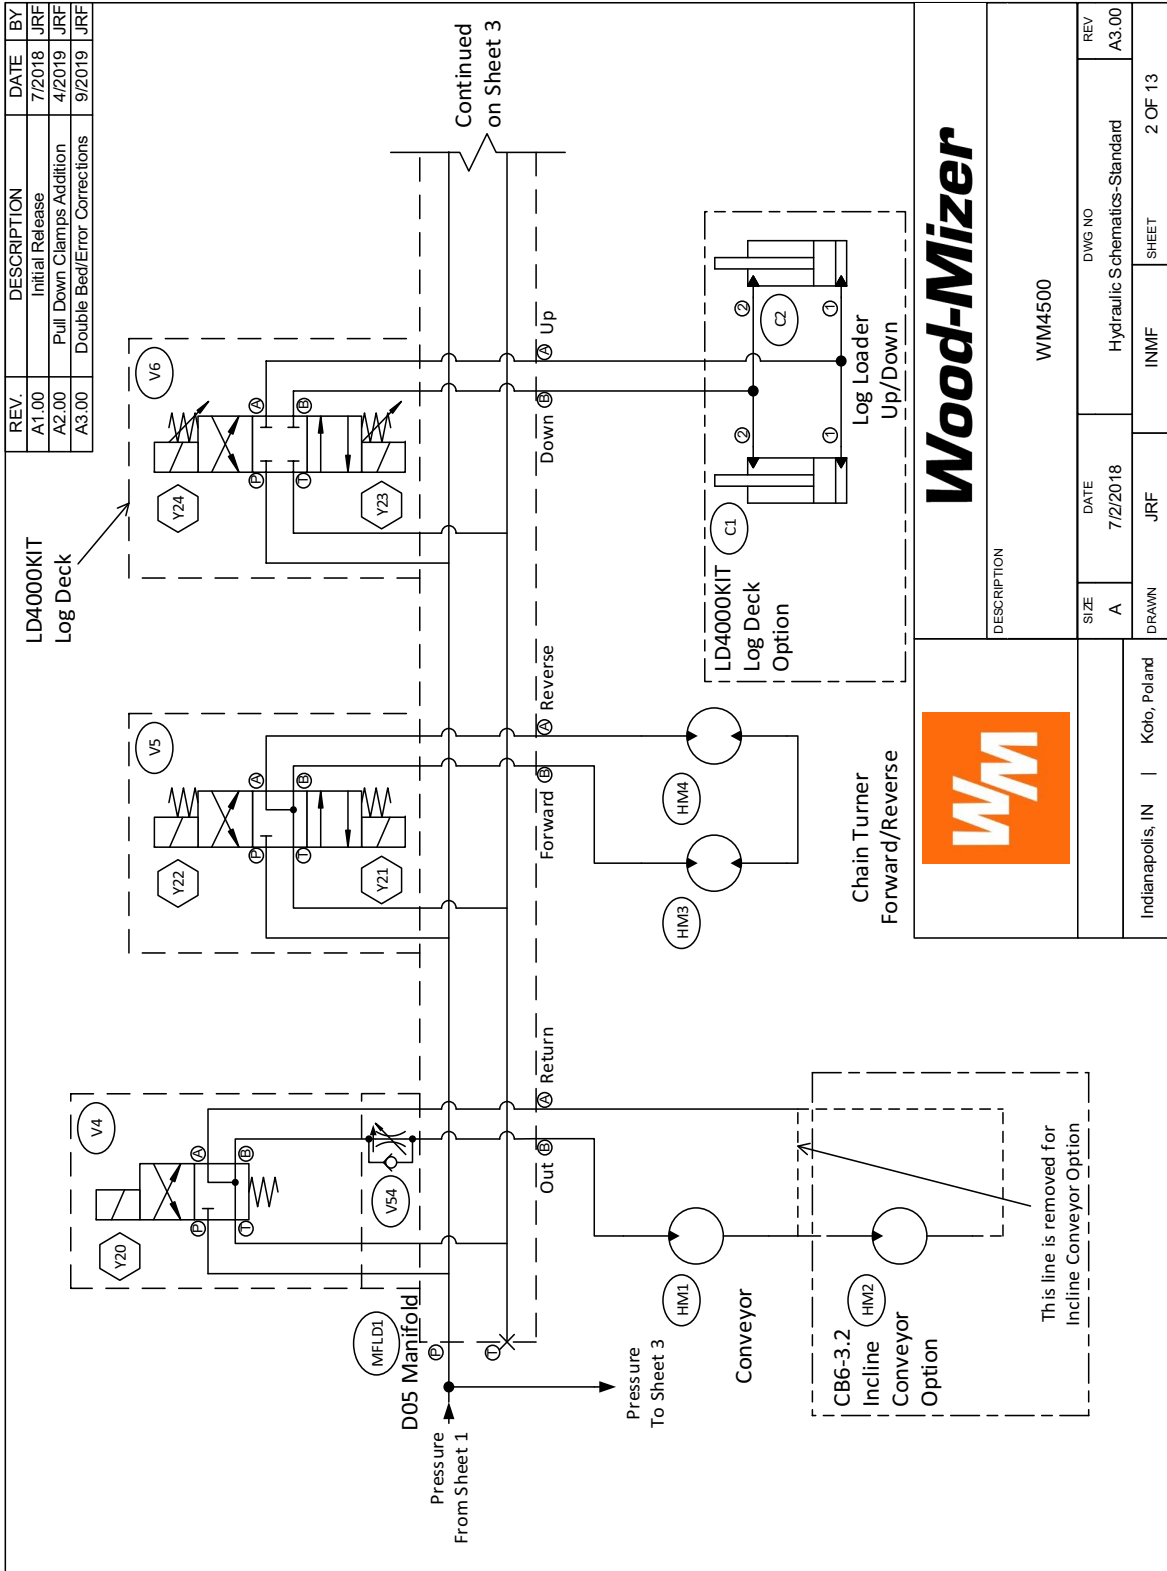 REV. DESCRIPTION DATE BY
A1.00 Initial Release 7/2018 JRF
A2.00 Pull Down Clamps Addition 4/2019 JRF
A3.00 Double Bed/Error Corrections 9/2019 JRF
LD4000KIT
Log Deck
V4
Y20
P
T
A
B
V54
V5
Y22
Y21
P
T
A
B
V6
Y24
Y23
P
T
A
B
MFLD1
D05 Manifold
P
T
Pressure
From Sheet 1
Pressure
To Sheet 3
Continued
on Sheet 3
Out B
A Return
Forward B
A Reverse
Down B
A Up
HM1
Conveyor
HM2
CB6-3.2
Incline
Conveyor
Option
This line is removed for
Incline Conveyor Option
HM3
HM4
Chain Turner
Forward/Reverse
LD4000KIT
Log Deck
Option
C1
2
1
C2
2
1
Log Loader
Up/Down
WM
Indianapolis, IN | Koło, Poland
Wood-Mizer
DESCRIPTION
WM4500
SIZE
A
DATE
7/2/2018
DWG NO
Hydraulic Schematics-Standard
REV
A3.00
DRAWN
JRF
INMF
SHEET
2 OF 13